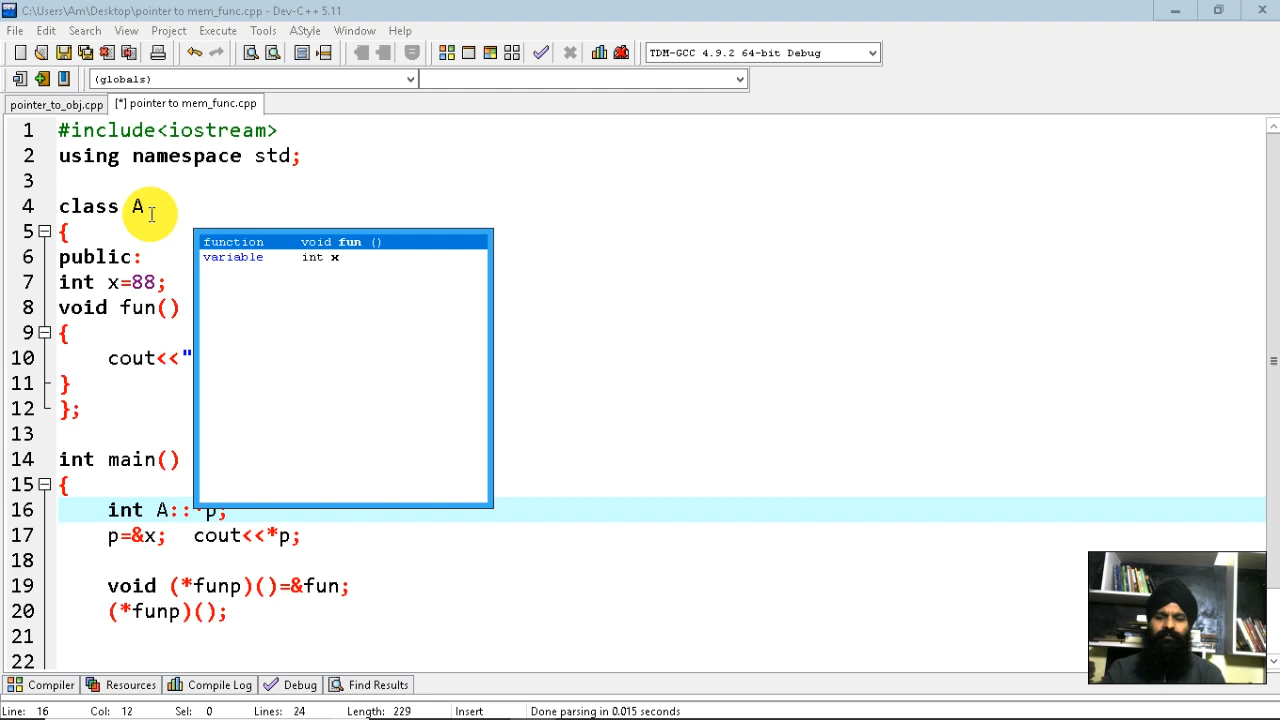 C:\Users\Am\Desktop\pointer to mem_func.cpp - Dev-C++ 5.11
File Edit Search View Project Execute Tools AStyle Window Help
TDM-GCC 4.9.2 64-bit Debug
(globals)
pointer_to_obj.cpp [*] pointer to mem_func.cpp
1 #include<iostream>
2 using namespace std;
3
4 class A
5 {
6 public:
7 int x=88;
8 void fun()
9 {
10 cout<<"
11 }
12 };
13
14 int main()
15 {
16 int A::*p;
17 p=&x; cout<<*p;
18
19 void (*funp)()=&fun;
20 (*funp)();
21
22
function void fun ()
variable int x
Compiler Resources Compile Log Debug Find Results
Line: 16 Col: 12 Sel: 0 Lines: 24 Length: 229 Insert Done parsing in 0.015 seconds